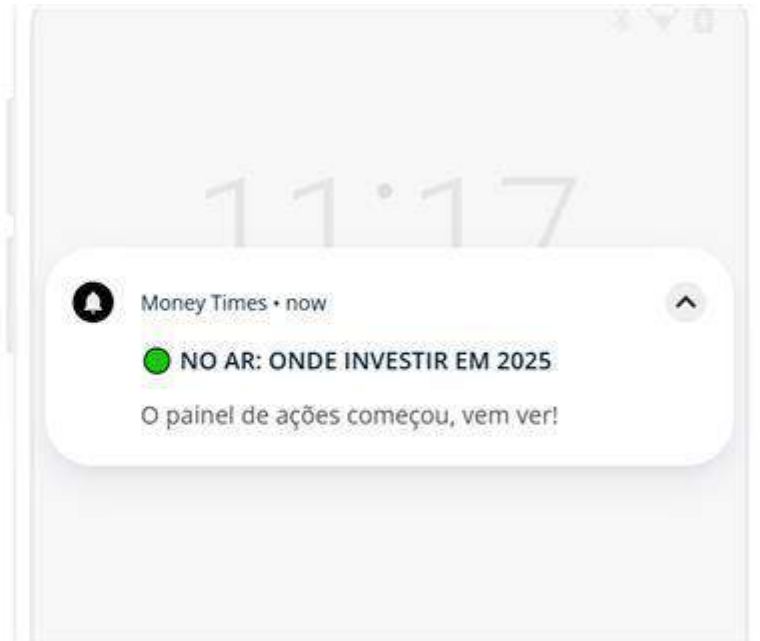 11:17
Money Times • now
🟢 NO AR: ONDE INVESTIR EM 2025
O painel de ações começou, vem ver!